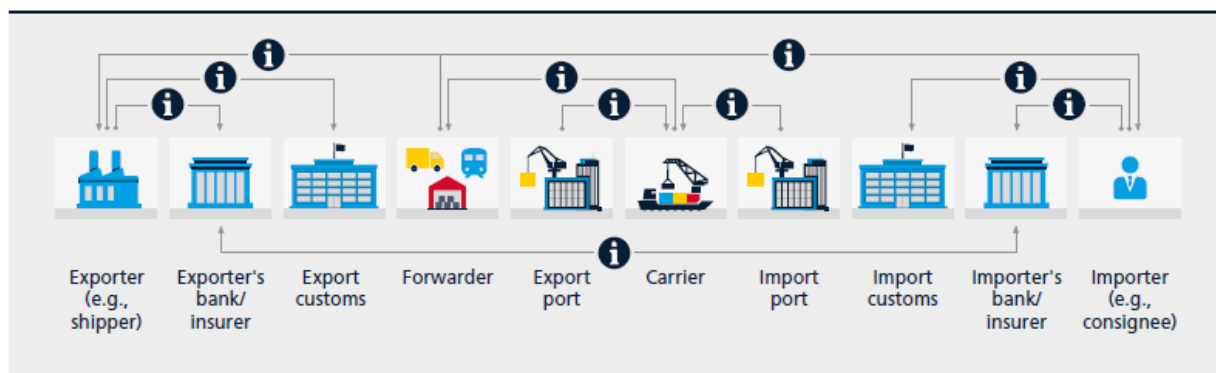 i
i
i
i
i
i
i
i
i
i
Exporter
(e.g.,
shipper)
Exporter's
bank/
insurer
Export
customs
Forwarder
Export
port
Carrier
Import
port
Import
customs
Importer's
bank/
insurer
Importer
(e.g.,
consignee)